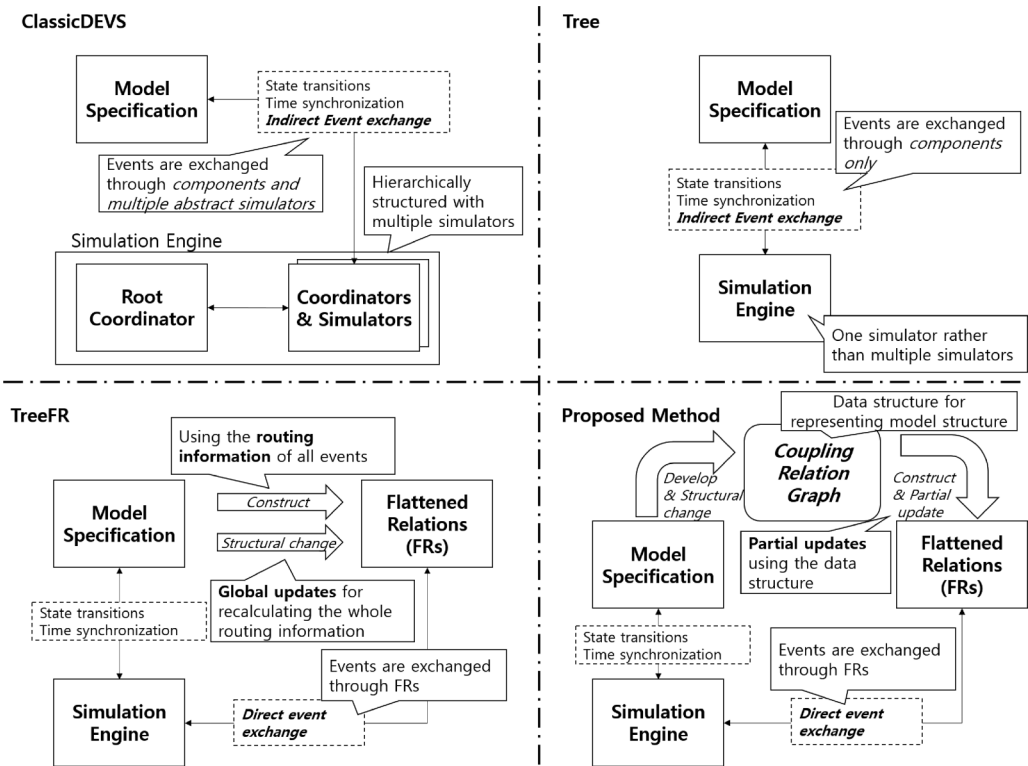 ClassicDEVS
Model
Specification
State transitions
Time synchronization
Indirect Event exchange
Events are exchanged
through components and
multiple abstract simulators
Hierarchically
structured with
multiple simulators
Simulation Engine
Root
Coordinator
Coordinators
& Simulators
Tree
Model
Specification
Events are exchanged
through components
only
State transitions
Time synchronization
Indirect Event exchange
Simulation
Engine
One simulator rather
than multiple simulators
TreeFR
Using the routing
information of all events
Model
Specification
Construct
Structural change
Flattened
Relations
(FRs)
Global updates for
recalculating the whole
routing information
State transitions
Time synchronization
Events are exchanged
through FRs
Simulation
Engine
Direct event
exchange
Proposed Method
Data structure for
representing model structure
Coupling
Relation
Graph
Develop
& Structural
change
Construct
& Partial
update
Model
Specification
Partial updates
using the data
structure
Flattened
Relations
(FRs)
State transitions
Time synchronization
Events are exchanged
through FRs
Simulation
Engine
Direct event
exchange